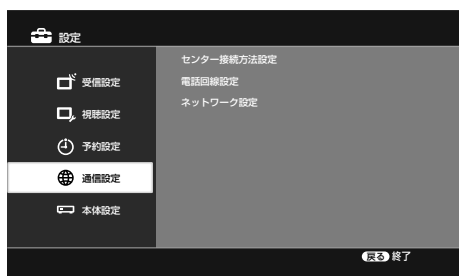 設定
受信設定
視聴設定
予約設定
通信設定
本体設定
センター接続方法設定
電話回線設定
ネットワーク設定
戻る 終了